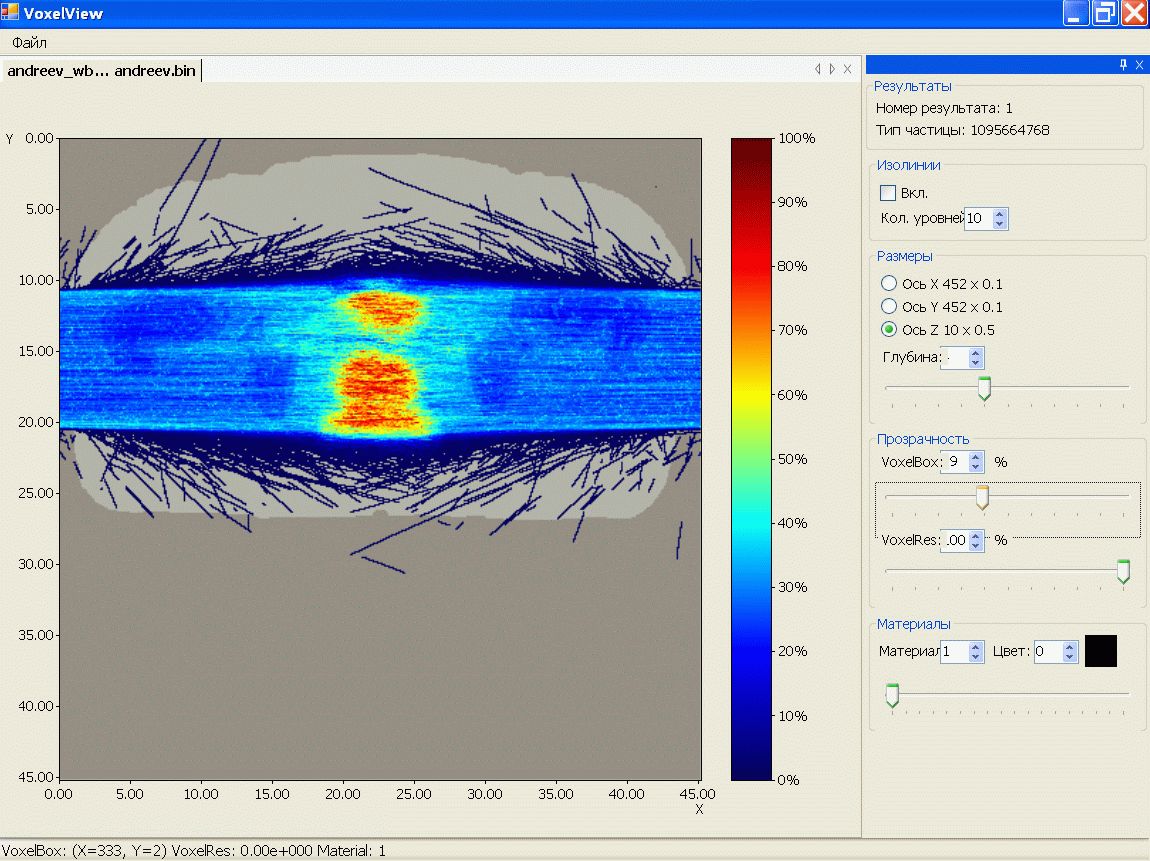 VoxelView
Файл
andreev_wb... andreev.bin
Результаты
Номер результата: 1
Тип частицы: 1095664768
Изолинии
Вкл.
Кол. уровней 10
Размеры
Ось X 452 x 0.1
Ось Y 452 x 0.1
Ось Z 10 x 0.5
Глубина:
Прозрачность
VoxelBox: 9 %
VoxelRes: .00 %
Материалы
Материал 1 Цвет: 0
Y 0.00
5.00
10.00
15.00
20.00
25.00
30.00
35.00
40.00
45.00
0.00 5.00 10.00 15.00 20.00 25.00 30.00 35.00 40.00 45.00
X
100%
90%
80%
70%
60%
50%
40%
30%
20%
10%
0%
VoxelBox: (X=333, Y=2) VoxelRes: 0.00e+000 Material: 1